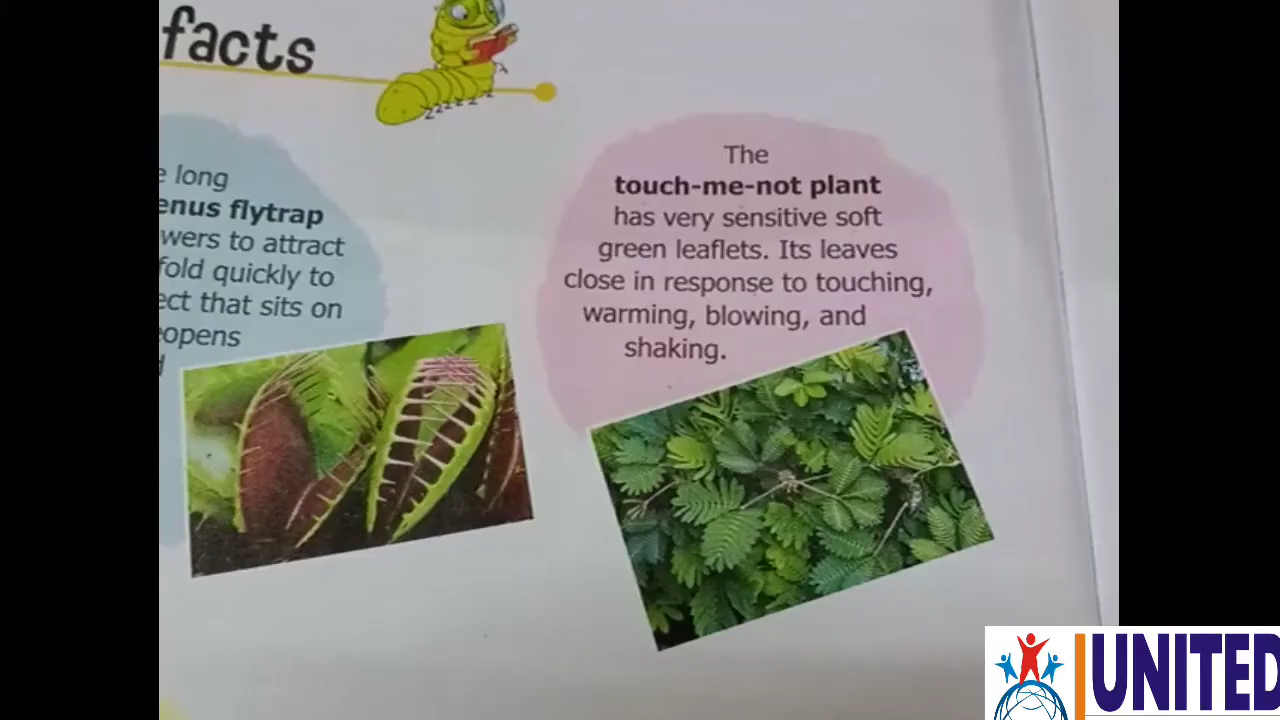 facts
long
enus flytrap
wers to attract
fold quickly to
ect that sits on
eopens
The
touch-me-not plant
has very sensitive soft
green leaflets. Its leaves
close in response to touching,
warming, blowing, and
shaking.
UNITED